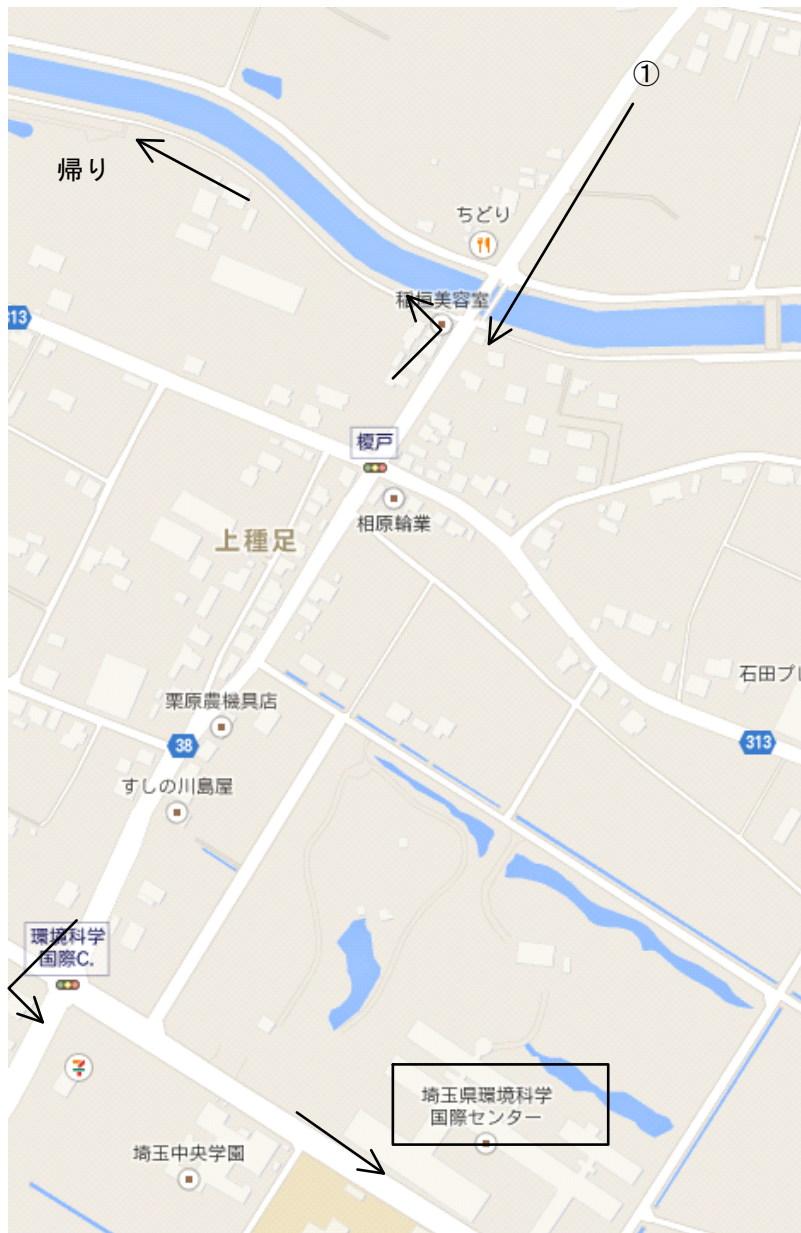 ①
帰り
ちどり
稲垣美容室
313
榎戸
相原輪業
上種足
石田プレ
栗原農機具店
38
313
すしの川島屋
環境科学
国際C.
7
埼玉県環境科学
国際センター
埼玉中央学園